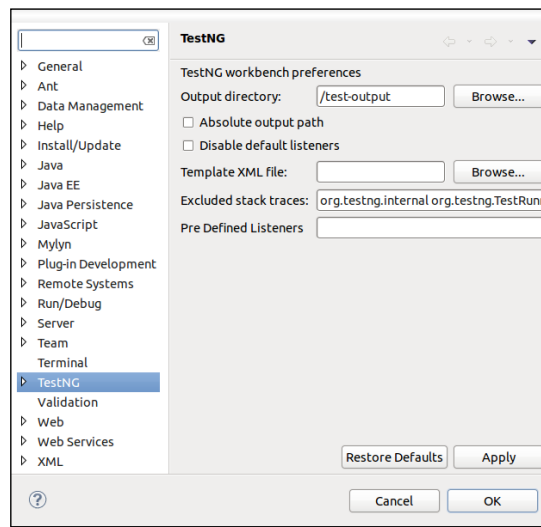 TestNG
General
Ant
Data Management
Help
Install/Update
Java
Java EE
Java Persistence
JavaScript
Mylyn
Plug-in Development
Remote Systems
Run/Debug
Server
Team
Terminal
TestNG
Validation
Web
Web Services
XML
TestNG workbench preferences
Output directory: /test-output Browse...
Absolute output path
Disable default listeners
Template XML file: Browse...
Excluded stack traces: org.testng.internal org.testng.TestRun
Pre Defined Listeners
Restore Defaults Apply
? Cancel OK